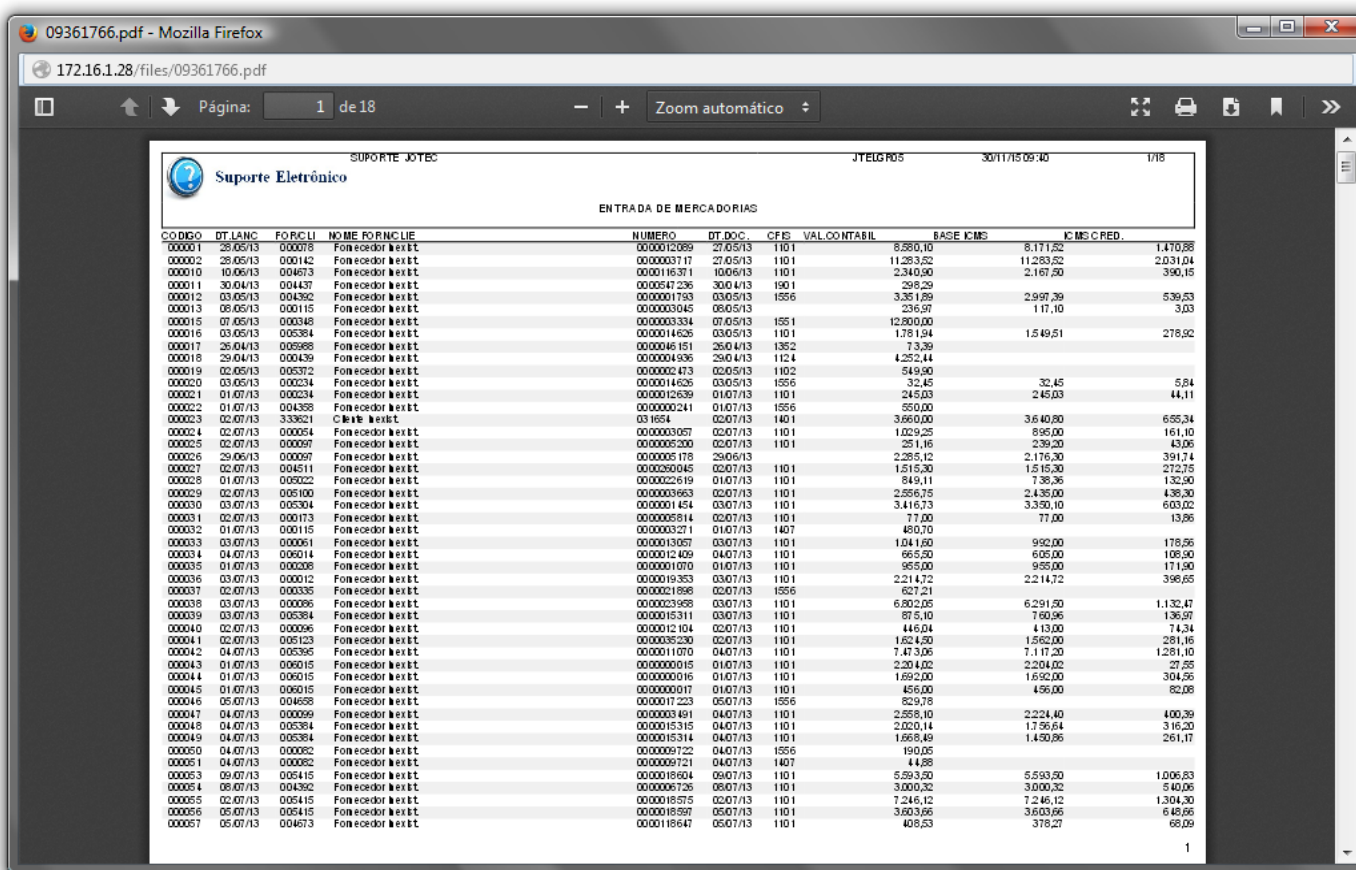 09361766.pdf - Mozilla Firefox
172.16.1.28/files/09361766.pdf
Página: 1 de 18 Zoom automático
SUPORTE JOTEC JTELGR05 30/11/15 09:40 1/18
Suporte Eletrônico
ENTRADA DE MERCADORIAS
CODIGO DT.LANC FOR/CLI NOME FORN/CLIE NUMERO DT.DOC. CFIS VAL.CONTABIL BASE ICMS ICMS CRED.
000001 28/05/13 000078 Fornecedor Inexist. 0000012089 27/05/13 1101 8.580,10 8.171,52 1.470,88
000002 28/05/13 000142 Fornecedor Inexist. 0000003717 27/05/13 1101 11.283,52 11.283,52 2.031,04
000010 10/06/13 004673 Fornecedor Inexist. 0000116371 10/06/13 1101 2.340,90 2.167,50 390,15
000011 30/04/13 004437 Fornecedor Inexist. 0000547236 30/04/13 1901 298,29
000012 03/05/13 004392 Fornecedor Inexist. 0000001793 03/05/13 1556 3.351,89 2.997,39 539,53
000013 08/05/13 000115 Fornecedor Inexist. 0000003045 08/05/13 236,97 117,10 3,03
000015 07/05/13 000348 Fornecedor Inexist. 0000003334 07/05/13 1551 12.800,00
000016 03/05/13 005384 Fornecedor Inexist. 0000014626 03/05/13 1101 1.781,94 1.549,51 278,92
000017 26/04/13 005988 Fornecedor Inexist. 0000046151 26/04/13 1352 73,39
000018 29/04/13 000439 Fornecedor Inexist. 0000004936 29/04/13 1124 4.252,44
000019 02/05/13 005372 Fornecedor Inexist. 0000002473 02/05/13 1102 549,90
000020 03/05/13 000234 Fornecedor Inexist. 0000014626 03/05/13 1556 32,45 32,45 5,84
000021 01/07/13 000234 Fornecedor Inexist. 0000012639 01/07/13 1101 245,03 245,03 44,11
000022 01/07/13 004358 Fornecedor Inexist. 0000000241 01/07/13 1556 550,00
000023 02/07/13 333621 Cliente Inexist. 031654 02/07/13 1401 3.660,00 3.640,80 655,34
000024 02/07/13 000054 Fornecedor Inexist. 0000003057 02/07/13 1101 1.029,25 895,00 161,10
000025 02/07/13 000097 Fornecedor Inexist. 0000005200 02/07/13 1101 251,16 239,20 43,06
000026 29/06/13 000097 Fornecedor Inexist. 0000005178 29/06/13 2.285,12 2.176,30 391,74
000027 02/07/13 004511 Fornecedor Inexist. 0000260045 02/07/13 1101 1.515,30 1.515,30 272,75
000028 01/07/13 005022 Fornecedor Inexist. 0000022619 01/07/13 1101 849,11 738,36 132,90
000029 02/07/13 005100 Fornecedor Inexist. 0000003663 02/07/13 1101 2.556,75 2.435,00 438,30
000030 03/07/13 005304 Fornecedor Inexist. 0000001454 03/07/13 1101 3.416,73 3.350,10 603,02
000031 02/07/13 000173 Fornecedor Inexist. 0000005814 02/07/13 1101 77,00 77,00 13,86
000032 01/07/13 000115 Fornecedor Inexist. 0000003271 01/07/13 1407 480,70
000033 03/07/13 000061 Fornecedor Inexist. 0000013057 03/07/13 1101 1.041,60 992,00 178,56
000034 04/07/13 006014 Fornecedor Inexist. 0000012409 04/07/13 1101 665,50 605,00 108,90
000035 01/07/13 000208 Fornecedor Inexist. 0000001070 01/07/13 1101 955,00 955,00 171,90
000036 03/07/13 000012 Fornecedor Inexist. 0000019353 03/07/13 1101 2.214,72 2.214,72 398,65
000037 02/07/13 000335 Fornecedor Inexist. 0000021898 02/07/13 1556 627,21
000038 03/07/13 000086 Fornecedor Inexist. 0000023958 03/07/13 1101 6.802,05 6.291,50 1.132,47
000039 03/07/13 005384 Fornecedor Inexist. 0000015311 03/07/13 1101 875,10 760,96 136,97
000040 02/07/13 000096 Fornecedor Inexist. 0000012104 02/07/13 1101 446,04 413,00 74,34
000041 02/07/13 005123 Fornecedor Inexist. 0000035230 02/07/13 1101 1.624,50 1.562,00 281,16
000042 04/07/13 005395 Fornecedor Inexist. 0000011070 04/07/13 1101 7.473,06 7.117,20 1.281,10
000043 01/07/13 006015 Fornecedor Inexist. 0000000015 01/07/13 1101 2.204,02 2.204,02 27,55
000044 01/07/13 006015 Fornecedor Inexist. 0000000016 01/07/13 1101 1.692,00 1.692,00 304,56
000045 01/07/13 006015 Fornecedor Inexist. 0000000017 01/07/13 1101 456,00 456,00 82,08
000046 05/07/13 004658 Fornecedor Inexist. 0000017223 05/07/13 1556 829,78
000047 04/07/13 000099 Fornecedor Inexist. 0000003491 04/07/13 1101 2.558,10 2.224,40 400,39
000048 04/07/13 005384 Fornecedor Inexist. 0000015315 04/07/13 1101 2.020,14 1.756,64 316,20
000049 04/07/13 005384 Fornecedor Inexist. 0000015314 04/07/13 1101 1.668,49 1.450,86 261,17
000050 04/07/13 000082 Fornecedor Inexist. 0000009722 04/07/13 1556 190,05
000051 04/07/13 000082 Fornecedor Inexist. 0000009721 04/07/13 1407 44,88
000053 09/07/13 005415 Fornecedor Inexist. 0000018604 09/07/13 1101 5.593,50 5.593,50 1.006,83
000054 08/07/13 004392 Fornecedor Inexist. 0000006726 08/07/13 1101 3.000,32 3.000,32 540,06
000055 02/07/13 005415 Fornecedor Inexist. 0000018575 02/07/13 1101 7.246,12 7.246,12 1.304,30
000056 05/07/13 005415 Fornecedor Inexist. 0000018597 05/07/13 1101 3.603,66 3.603,66 648,66
000057 05/07/13 004673 Fornecedor Inexist. 0000118647 05/07/13 1101 408,53 378,27 68,09
1